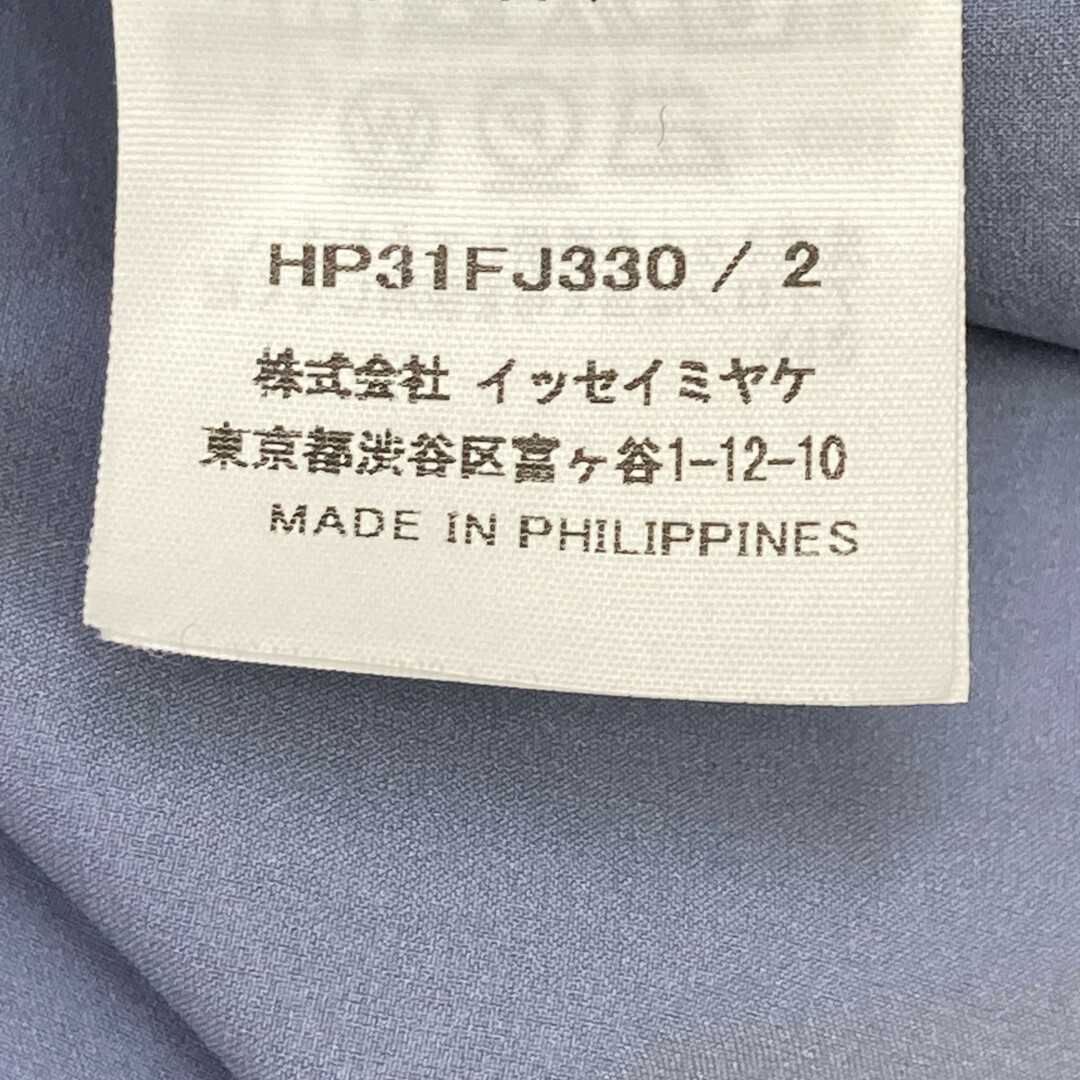 HP31FJ330 / 2
株式会社 イッセイミヤケ
東京都渋谷区富ヶ谷1-12-10
MADE IN PHILIPPINES